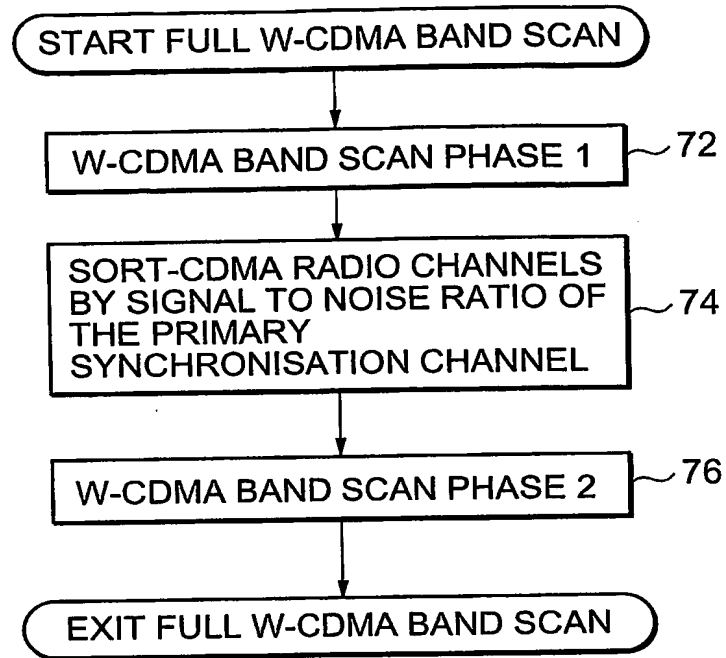 START FULL W-CDMA BAND SCAN
W-CDMA BAND SCAN PHASE 1
72
SORT-CDMA RADIO CHANNELS
BY SIGNAL TO NOISE RATIO OF
THE PRIMARY
SYNCHRONISATION CHANNEL
74
W-CDMA BAND SCAN PHASE 2
76
EXIT FULL W-CDMA BAND SCAN